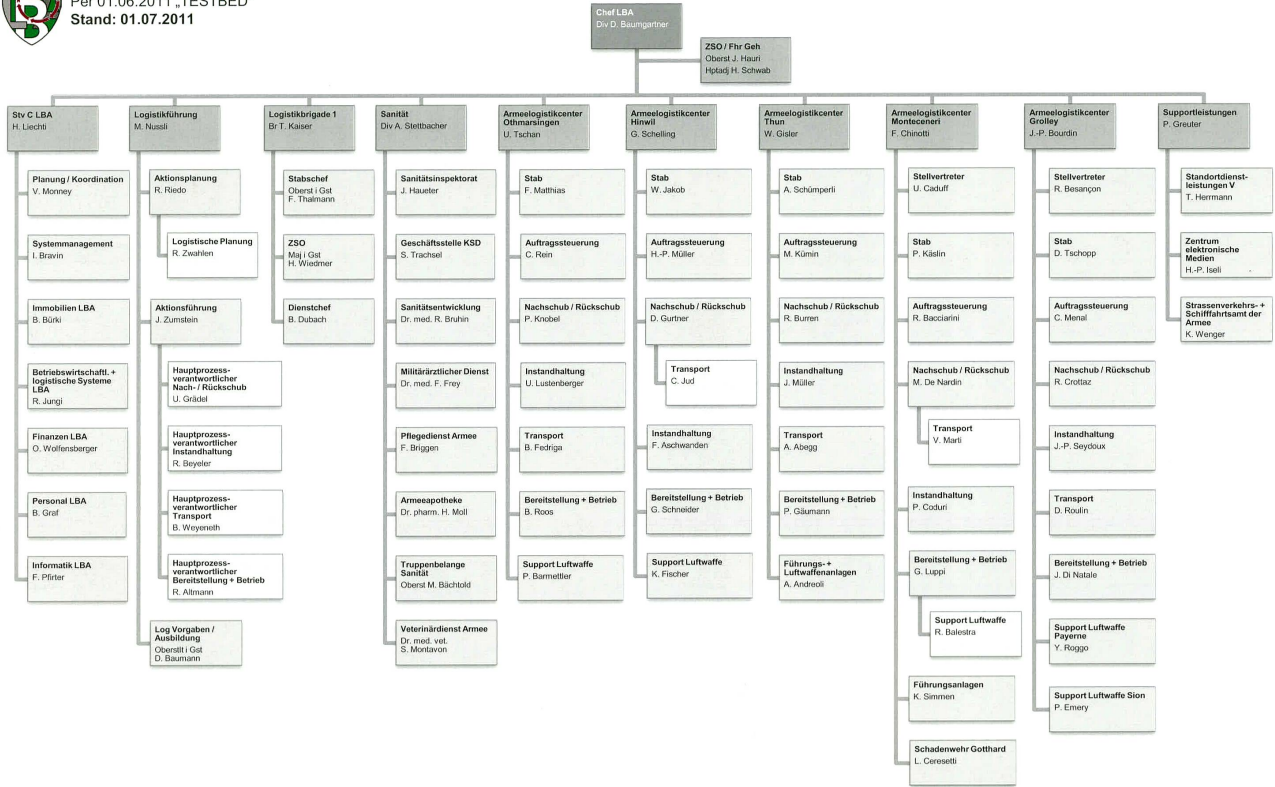 Per 01.06.2011 „TESTBED"
Stand: 01.07.2011
Chef LBA
Div D. Baumgartner
ZSO / Fhr Geh
Oberst J. Hauri
Hptadj H. Schwab
Stv C LBA
H. Liechti
Planung / Koordination
V. Monney
Systemmanagement
I. Bravin
Immobilien LBA
B. Bürki
Betriebswirtschaftl. +
logistische Systeme
LBA
R. Jungi
Finanzen LBA
O. Wolfensberger
Personal LBA
B. Graf
Informatik LBA
F. Pfirter
Logistikführung
M. Nussli
Aktionsplanung
R. Riedo
Logistische Planung
R. Zwahlen
Aktionsführung
J. Zumstein
Hauptprozess-
verantwortlicher
Nach- / Rückschub
U. Grädel
Hauptprozess-
verantwortlicher
Instandhaltung
R. Beyeler
Hauptprozess-
verantwortlicher
Transport
B. Weyeneth
Hauptprozess-
verantwortlicher
Bereitstellung + Betrieb
R. Altmann
Log Vorgaben /
Ausbildung
Oberstlt i Gst
D. Baumann
Logistikbrigade 1
Br T. Kaiser
Stabschef
Oberst i Gst
F. Thalmann
ZSO
Maj i Gst
H. Wiedmer
Dienstchef
B. Dubach
Sanität
Div A. Stettbacher
Sanitätsinspektorat
J. Haueter
Geschäftsstelle KSD
S. Trachsel
Sanitätsentwicklung
Dr. med. R. Bruhin
Militärärztlicher Dienst
Dr. med. F. Frey
Pflegedienst Armee
F. Briggen
Armeeapotheke
Dr. pharm. H. Moll
Truppenbelange
Sanität
Oberst M. Bächtold
Veterinärdienst Armee
Dr. med. vet.
S. Montavon
Armeelogistikcenter
Othmarsingen
U. Tschan
Stab
F. Matthias
Auftragssteuerung
C. Rein
Nachschub / Rückschub
P. Knobel
Instandhaltung
U. Lustenberger
Transport
B. Fedriga
Bereitstellung + Betrieb
B. Roos
Support Luftwaffe
P. Barmettler
Armeelogistikcenter
Hinwil
G. Schelling
Stab
W. Jakob
Auftragssteuerung
H.-P. Müller
Nachschub / Rückschub
D. Gurtner
Transport
C. Jud
Instandhaltung
F. Aschwanden
Bereitstellung + Betrieb
G. Schneider
Support Luftwaffe
K. Fischer
Armeelogistikcenter
Thun
W. Gisler
Stab
A. Schümperli
Auftragssteuerung
M. Kümin
Nachschub / Rückschub
R. Burren
Instandhaltung
J. Müller
Transport
A. Abegg
Bereitstellung + Betrieb
P. Gäumann
Führungs- +
Luftwaffenanlagen
A. Andreoli
Armeelogistikcenter
Monteceneri
F. Chinotti
Stellvertreter
U. Caduff
Stab
P. Käslin
Auftragssteuerung
R. Bacciarini
Nachschub / Rückschub
M. De Nardin
Transport
V. Marti
Instandhaltung
P. Coduri
Bereitstellung + Betrieb
G. Luppi
Support Luftwaffe
R. Balestra
Führungsanlagen
K. Simmen
Schadenwehr Gotthard
L. Ceresetti
Armeelogistikcenter
Grolley
J.-P. Bourdin
Stellvertreter
R. Besançon
Stab
D. Tschopp
Auftragssteuerung
C. Menal
Nachschub / Rückschub
R. Crottaz
Instandhaltung
J.-P. Seydoux
Transport
D. Roulin
Bereitstellung + Betrieb
J. Di Natale
Support Luftwaffe
Payerne
Y. Roggo
Support Luftwaffe Sion
P. Emery
Supportleistungen
P. Greuter
Standortdienst-
leistungen V
T. Herrmann
Zentrum
elektronische
Medien
H.-P. Iseli
Strassenverkehrs- +
Schifffahrtsamt der
Armee
K. Wenger